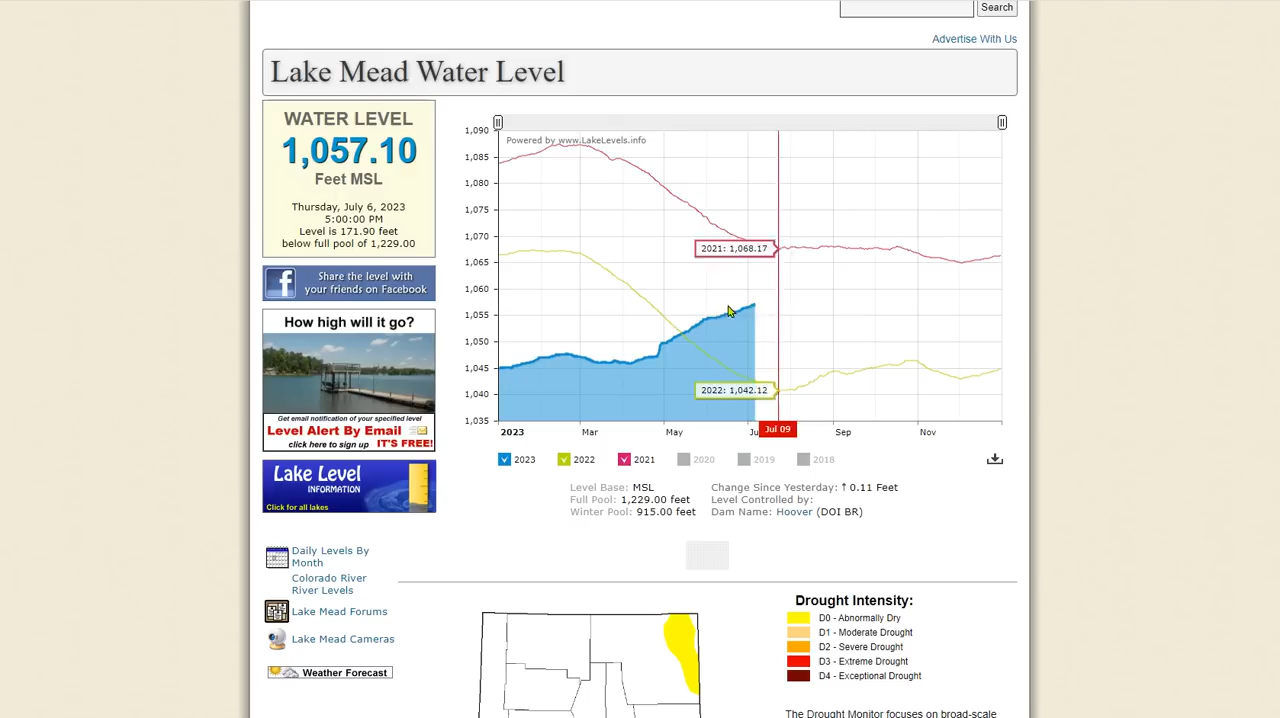 Search
Advertise With Us
Lake Mead Water Level
WATER LEVEL
1,057.10
Feet MSL
Thursday, July 6, 2023
5:00:00 PM
Level is 171.90 feet
below full pool of 1,229.00
Share the level with
your friends on Facebook
How high will it go?
Get email notification of your specified level
Level Alert By Email
click here to sign up IT'S FREE!
Lake Level
INFORMATION
Click for all lakes
Daily Levels By
Month
Colorado River
River Levels
Lake Mead Forums
Lake Mead Cameras
Weather Forecast
Powered by www.LakeLevels.info
1,090
1,085
1,080
1,075
1,070
1,065
1,060
1,055
1,050
1,045
1,040
1,035
2021: 1,068.17
2022: 1,042.12
2023 Mar May Ju Jul 09 Sep Nov
2023 2022 2021 2020 2019 2018
Level Base: MSL
Full Pool: 1,229.00 feet
Winter Pool: 915.00 feet
Change Since Yesterday: ↑ 0.11 Feet
Level Controlled by:
Dam Name: Hoover (DOI BR)
Drought Intensity:
D0 - Abnormally Dry
D1 - Moderate Drought
D2 - Severe Drought
D3 - Extreme Drought
D4 - Exceptional Drought
The Drought Monitor focuses on broad-scale